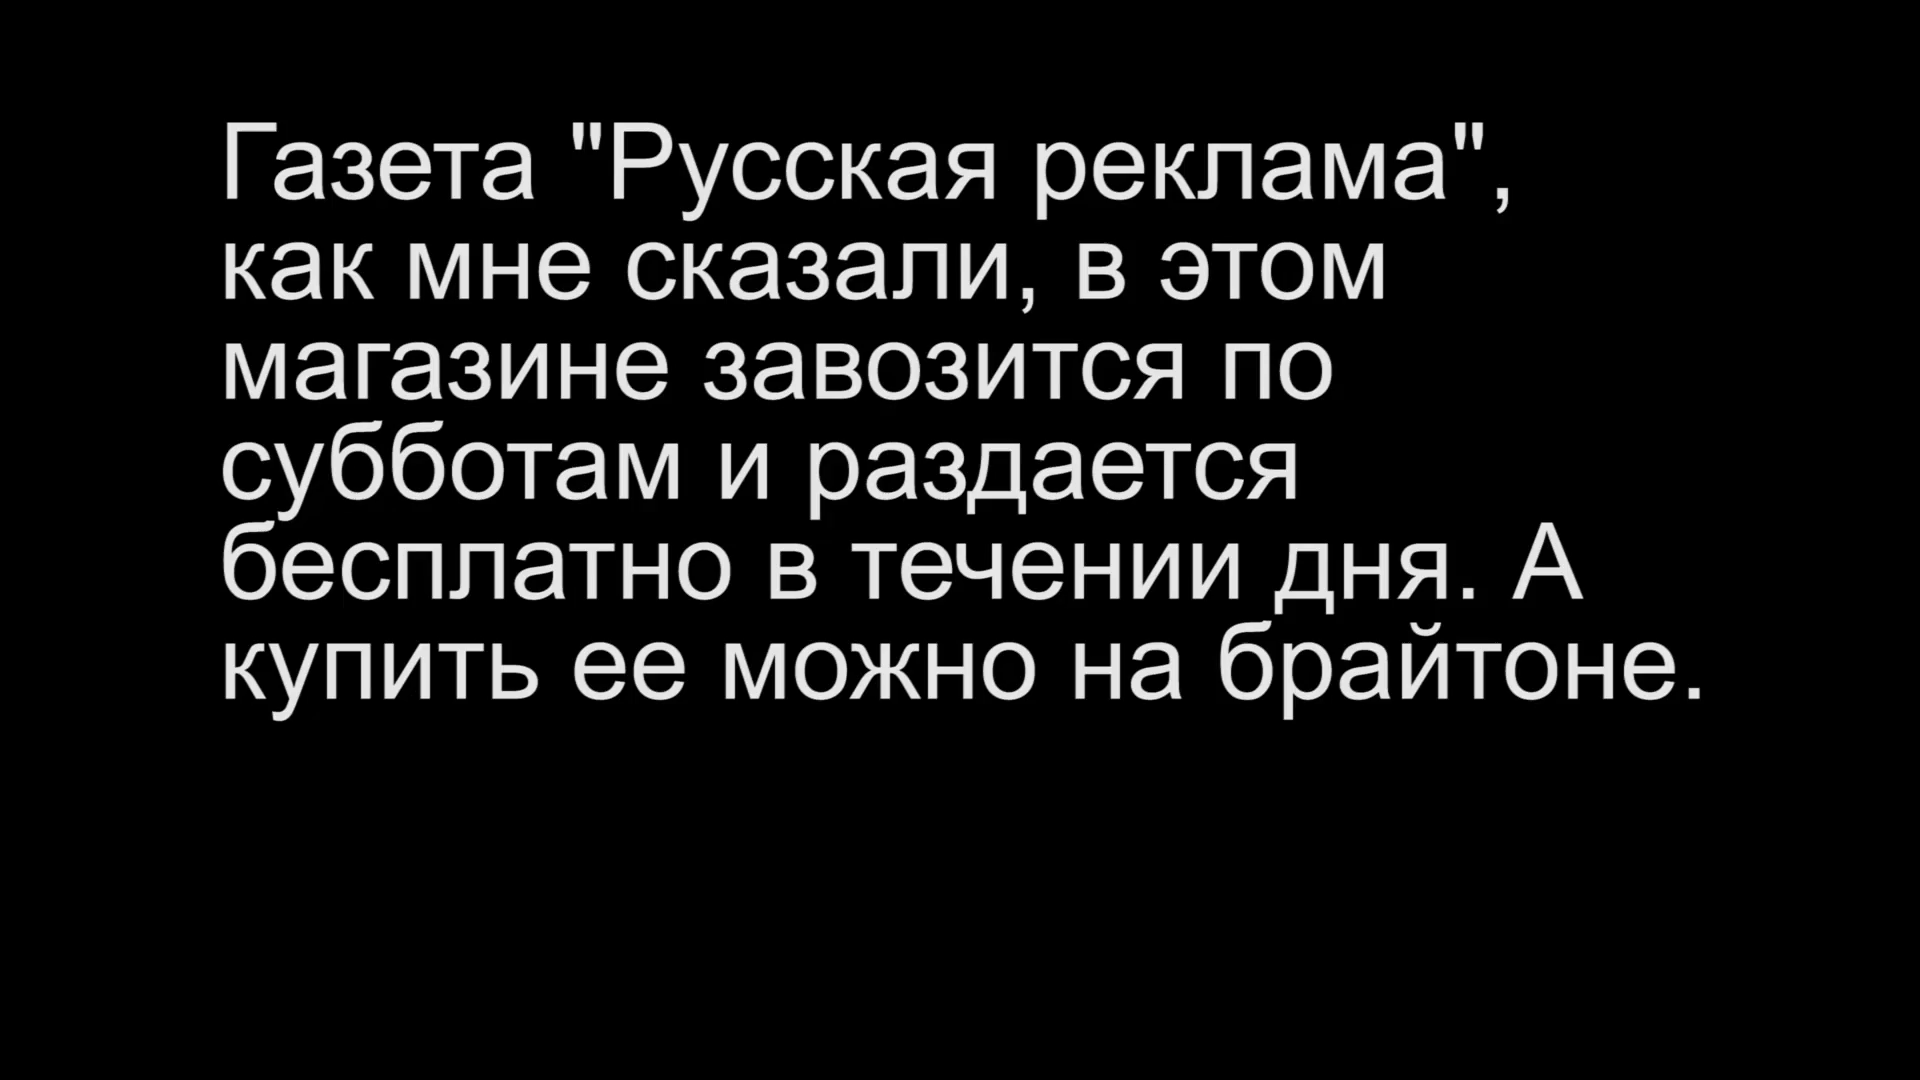 Газета "Русская реклама",
как мне сказали, в этом
магазине завозится по
субботам и раздается
бесплатно в течении дня. А
купить ее можно на брайтоне.